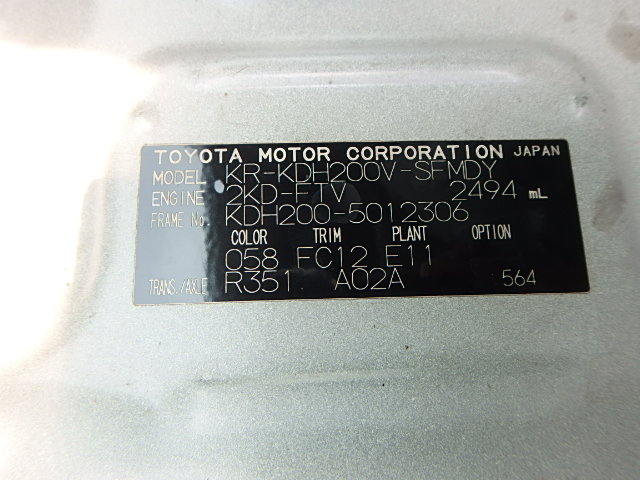 TOYOTA MOTOR CORPORATION JAPAN
MODEL KR-KDH200V-SFMDY
ENGINE 2KD-FTV 2494 mL
FRAME No. KDH200-5012306
COLOR TRIM PLANT OPTION
058 FC12 E11
TRANS./AXLE R351 A02A 564